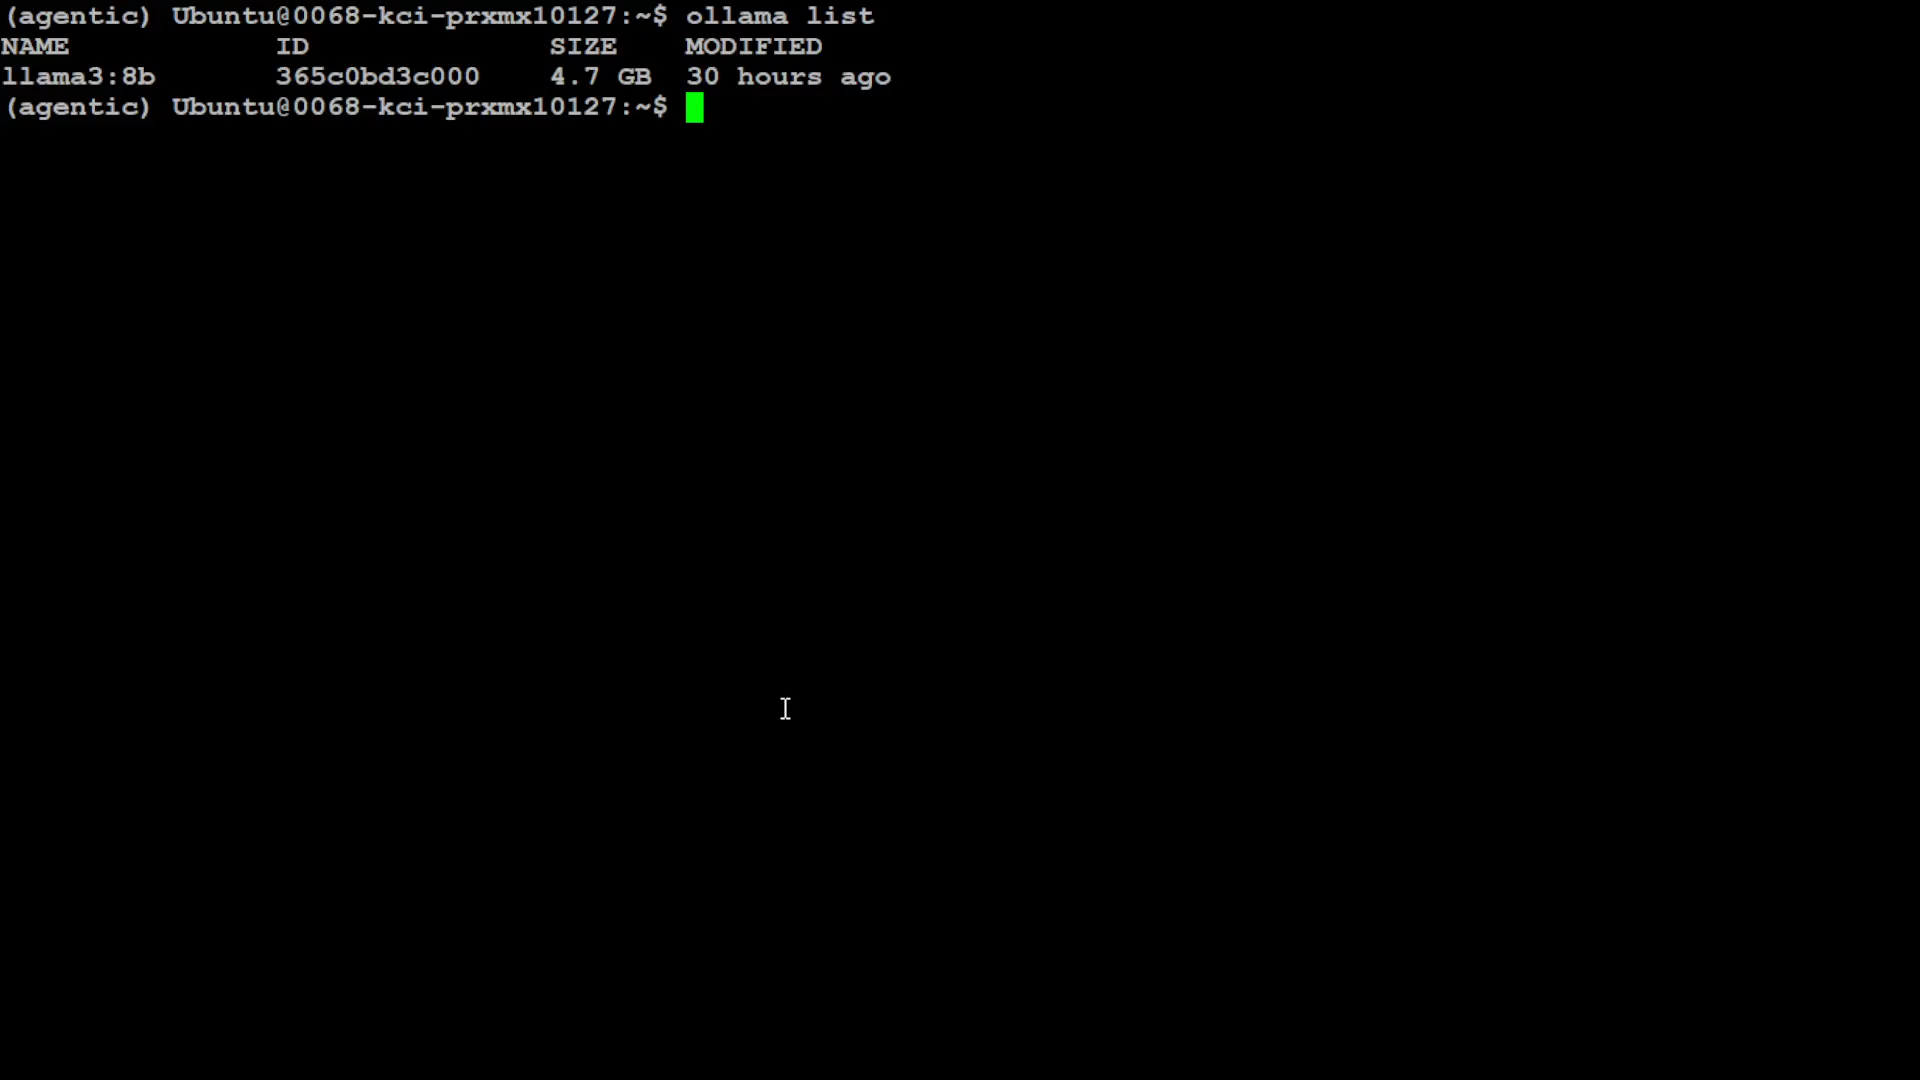 (agentic) Ubuntu@0068-kci-prxmx10127:~$ ollama list
NAME ID SIZE MODIFIED
llama3:8b 365c0bd3c000 4.7 GB 30 hours ago
(agentic) Ubuntu@0068-kci-prxmx10127:~$